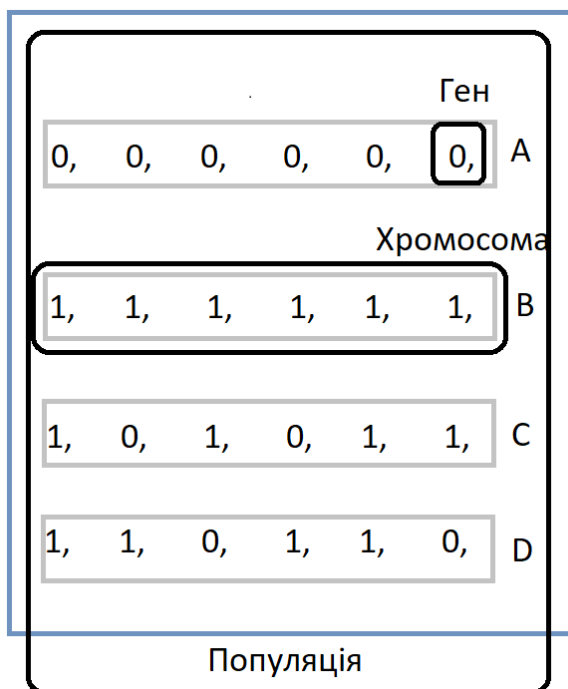 Ген
0, 0, 0, 0, 0, 0, A
Хромосома
1, 1, 1, 1, 1, 1, B
1, 0, 1, 0, 1, 1, C
1, 1, 0, 1, 1, 0, D
Популяція